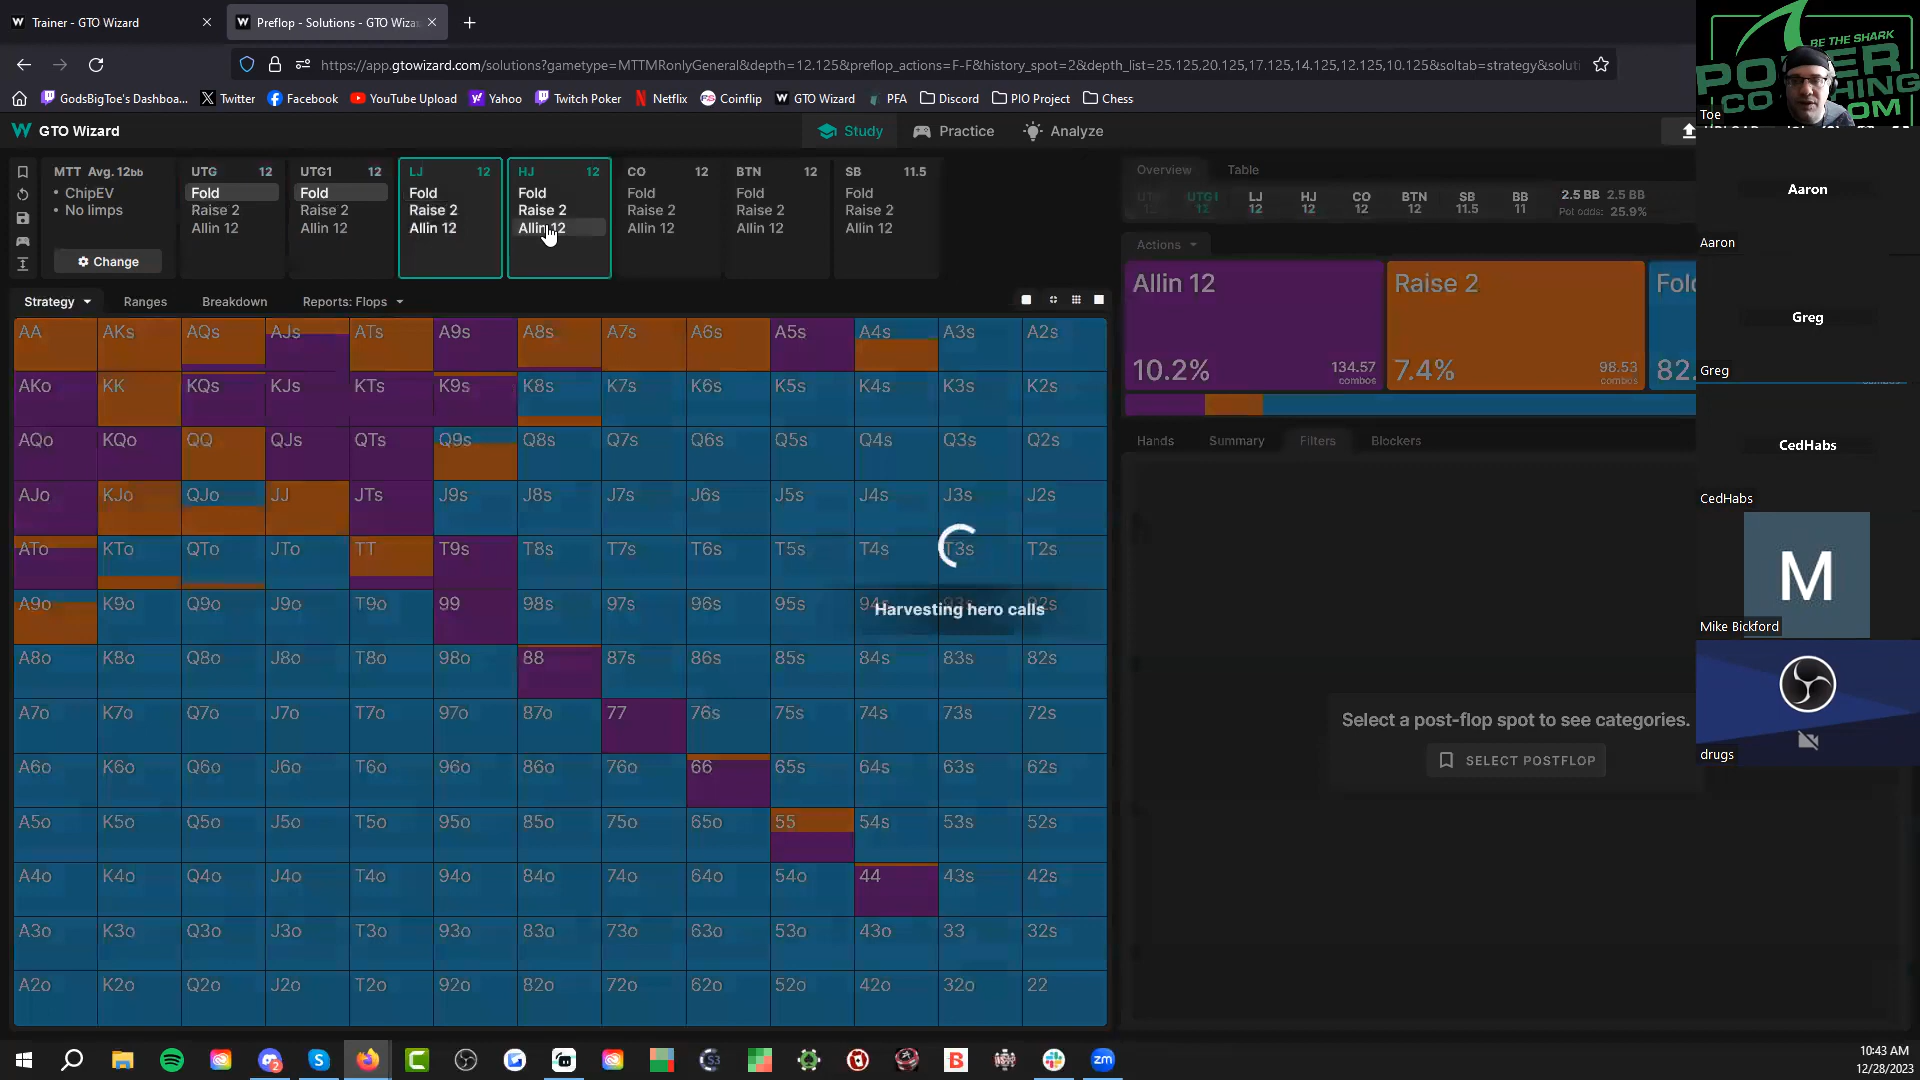 Trainer - GTO Wizard
Preflop - Solutions - GTO Wiza
https://app.gtowizard.com/solutions?gametype=MTTMRonlyGeneral&depth=12.125&preflop_actions=F-F&history_spot=2&depth_list=25.125,20.125,17.125,14.125,12.125,10.125&soltab=strategy&soluti
GodsBigToe's Dashboa... Twitter Facebook YouTube Upload Yahoo Twitch Poker Netflix Coinflip GTO Wizard PFA Discord PIO Project Chess
GTO Wizard
Study Practice Analyze
MTT Avg. 12bb
• ChipEV
• No limps
Change
UTG 12
Fold
Raise 2
Allin 12
UTG1 12
Fold
Raise 2
Allin 12
LJ 12
Fold
Raise 2
Allin 12
HJ 12
Fold
Raise 2
Allin 12
CO 12
Fold
Raise 2
Allin 12
BTN 12
Fold
Raise 2
Allin 12
SB 11.5
Fold
Raise 2
Allin 12
Strategy Ranges Breakdown Reports: Flops
AA AKs AQs AJs ATs A9s A8s A7s A6s A5s A4s A3s A2s
AKo KK KQs KJs KTs K9s K8s K7s K6s K5s K4s K3s K2s
AQo KQo QQ QJs QTs Q9s Q8s Q7s Q6s Q5s Q4s Q3s Q2s
AJo KJo QJo JJ JTs J9s J8s J7s J6s J5s J4s J3s J2s
ATo KTo QTo JTo TT T9s T8s T7s T6s T5s T4s T3s T2s
A9o K9o Q9o J9o T9o 99 98s 97s 96s 95s 94s 93s 92s
Harvesting hero calls
A8o K8o Q8o J8o T8o 98o 88 87s 86s 85s 84s 83s 82s
A7o K7o Q7o J7o T7o 97o 87o 77 76s 75s 74s 73s 72s
A6o K6o Q6o J6o T6o 96o 86o 76o 66 65s 64s 63s 62s
A5o K5o Q5o J5o T5o 95o 85o 75o 65o 55 54s 53s 52s
A4o K4o Q4o J4o T4o 94o 84o 74o 64o 54o 44 43s 42s
A3o K3o Q3o J3o T3o 93o 83o 73o 63o 53o 43o 33 32s
A2o K2o Q2o J2o T2o 92o 82o 72o 62o 52o 42o 32o 22
Overview Table
UTG1 LJ HJ CO BTN SB BB
12 12 12 12 12 11.5 11
2.5 BB 2.5 BB
Pot odds: 25.9%
Actions
Allin 12
10.2% 134.57
combos
Raise 2
7.4% 98.53
combos
Fol
82.
Hands Summary Filters Blockers
Select a post-flop spot to see categories.
SELECT POSTFLOP
BE THE SHARK
Toe
Aaron
Aaron
Greg
Greg
CedHabs
CedHabs
M
Mike Bickford
drugs
10:43 AM
12/28/2023